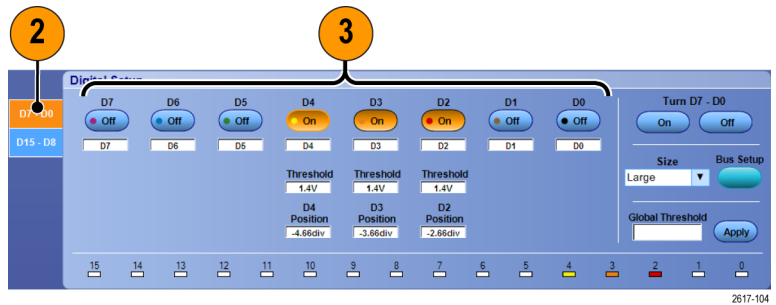 2
3
Digital Setup
D7 - D0
D15 - D8
D7 D6 D5 D4 D3 D2 D1 D0
Off Off Off On On On Off Off
D7 D6 D5 D4 D3 D2 D1 D0
Threshold Threshold Threshold
1.4V 1.4V 1.4V
D4 Position D3 Position D2 Position
-4.66div -3.66div -2.66div
Turn D7 - D0
On Off
Size
Large
Bus Setup
Global Threshold
Apply
15 14 13 12 11 10 9 8 7 6 5 4 3 2 1 0
2617-104